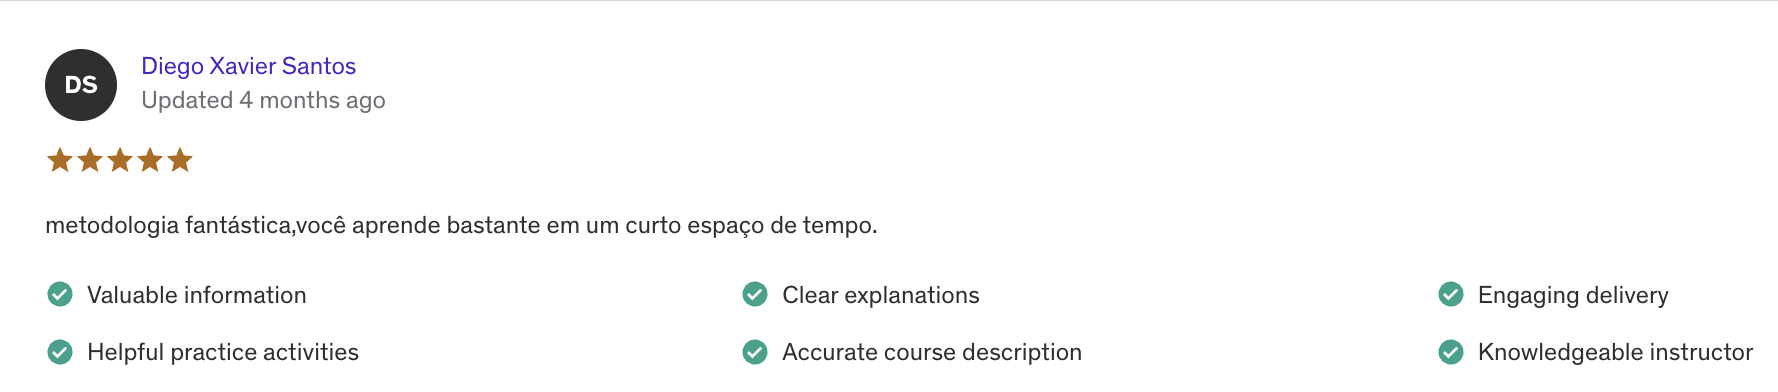 DS
Diego Xavier Santos
Updated 4 months ago
metodologia fantástica,você aprende bastante em um curto espaço de tempo.
Valuable information
Clear explanations
Engaging delivery
Helpful practice activities
Accurate course description
Knowledgeable instructor